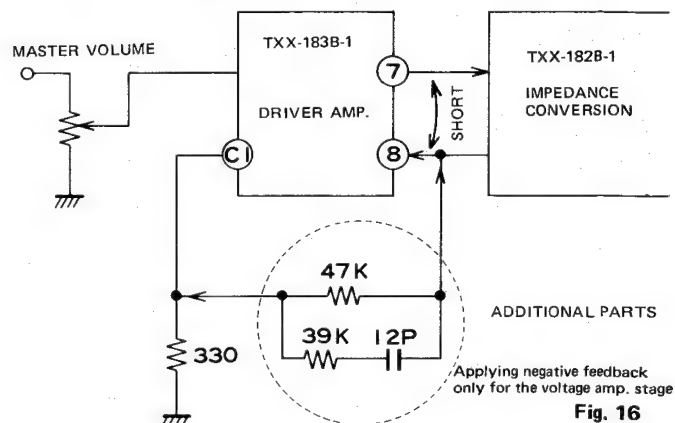 MASTER VOLUME
TXX-183B-1
DRIVER AMP.
7
8
C1
SHORT
TXX-182B-1
IMPEDANCE
CONVERSION
47K
39K
12P
330
ADDITIONAL PARTS
Applying negative feedback
only for the voltage amp. stage
Fig. 16